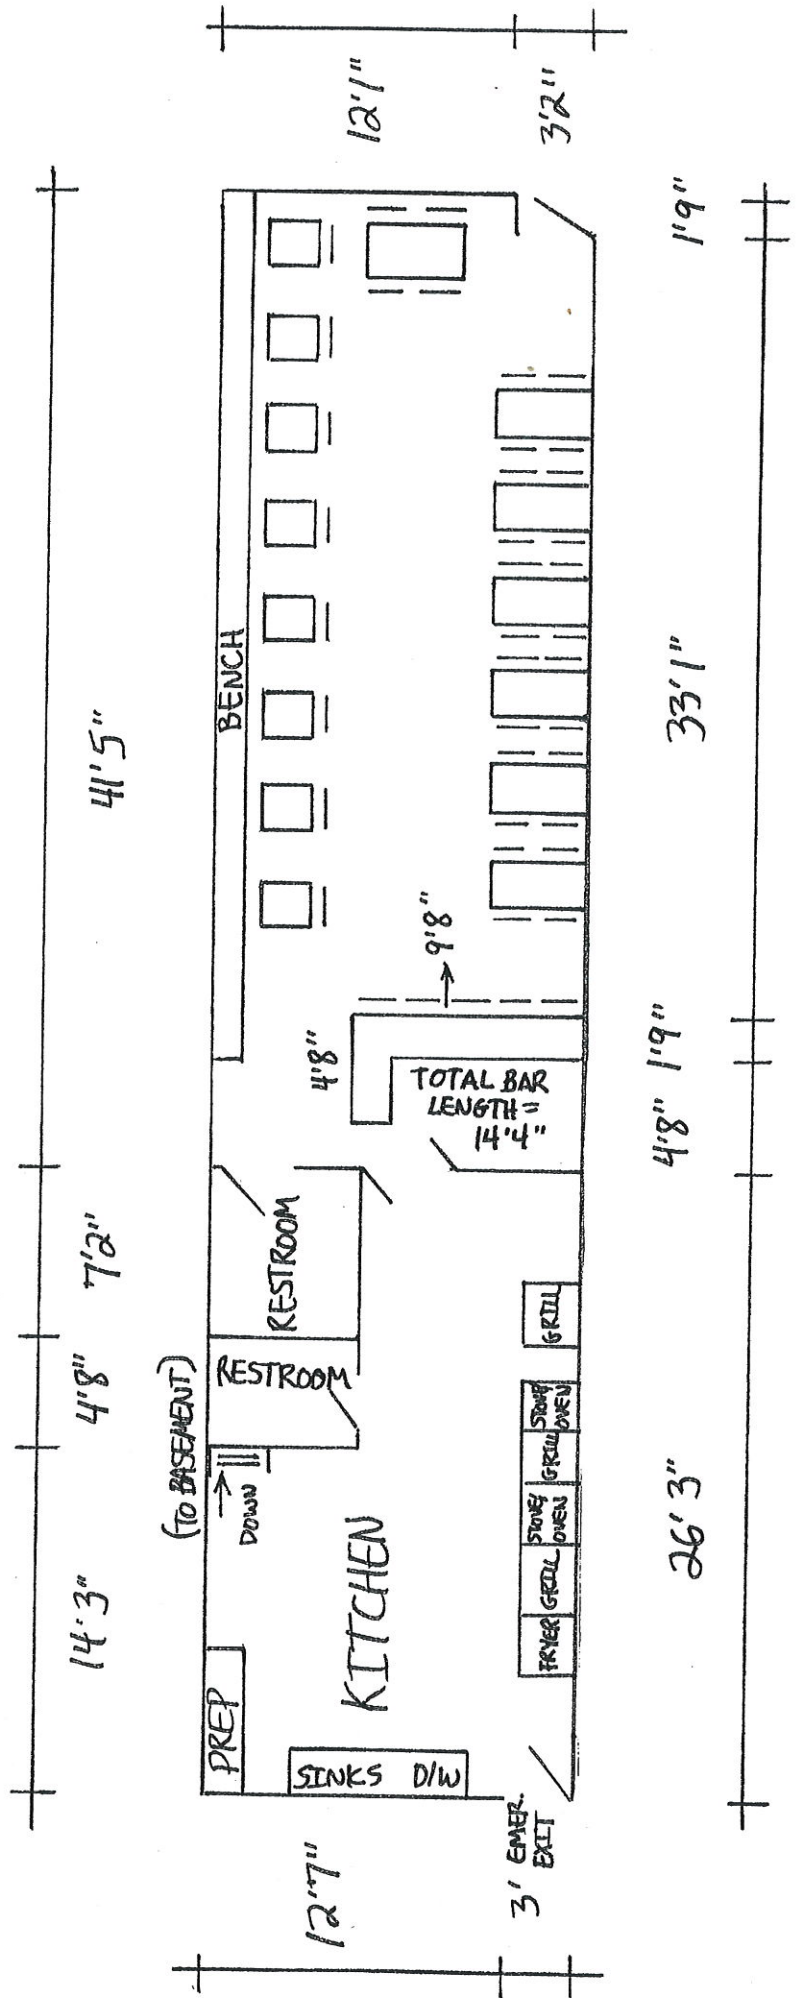 41'5"
7'2"
4'8"
14'3"
(TO BASEMENT)
12'1"
3'2"
BENCH
4'8"
9'8"
TOTAL BAR
LENGTH =
14'4"
RESTROOM
RESTROOM
DOWN
KITCHEN
PREP
SINKS D/W
GRILL
STOVE/
OVEN
GRILL
STOVE/
OVEN
GRILL
FRYER
12'7"
3' EMER.
EXIT
1'9"
33'1"
1'9"
4'8"
26'3"